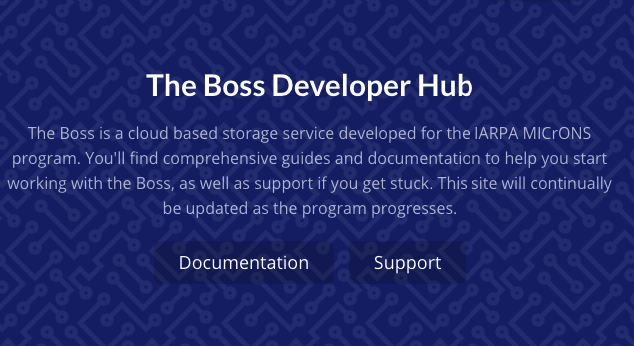 The Boss Developer Hub
The Boss is a cloud based storage service developed for the IARPA MICrONS
program. You'll find comprehensive guides and documentation to help you start
working with the Boss, as well as support if you get stuck. This site will continually
be updated as the program progresses.
Documentation Support